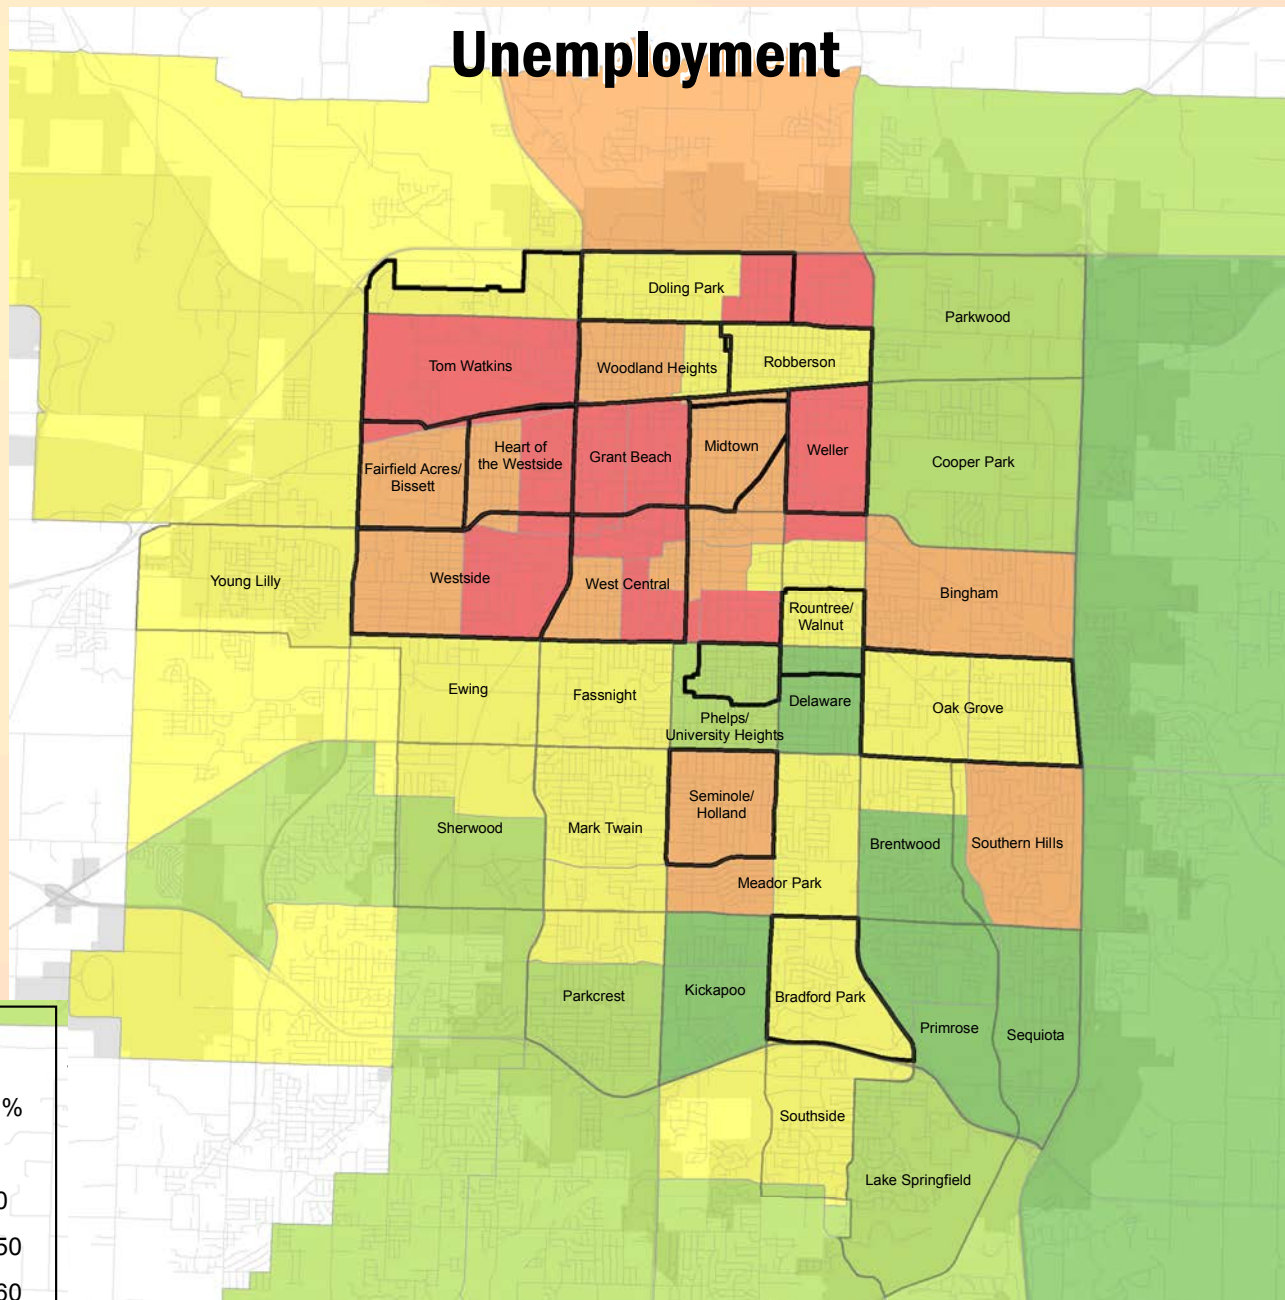 Unemployment
Doling Park
Parkwood
Tom Watkins
Woodland Heights
Robberson
Heart of
the Westside
Grant Beach
Midtown
Weller
Fairfield Acres/
Bissett
Cooper Park
Young Lilly
Westside
West Central
Bingham
Rountree/
Walnut
Ewing
Fassnight
Delaware
Oak Grove
Phelps/
University Heights
Seminole/
Holland
Sherwood
Mark Twain
Brentwood
Southern Hills
Meador Park
Parkcrest
Kickapoo
Bradford Park
Primrose
Sequiota
%
Southside
Lake Springfield
0
50
60